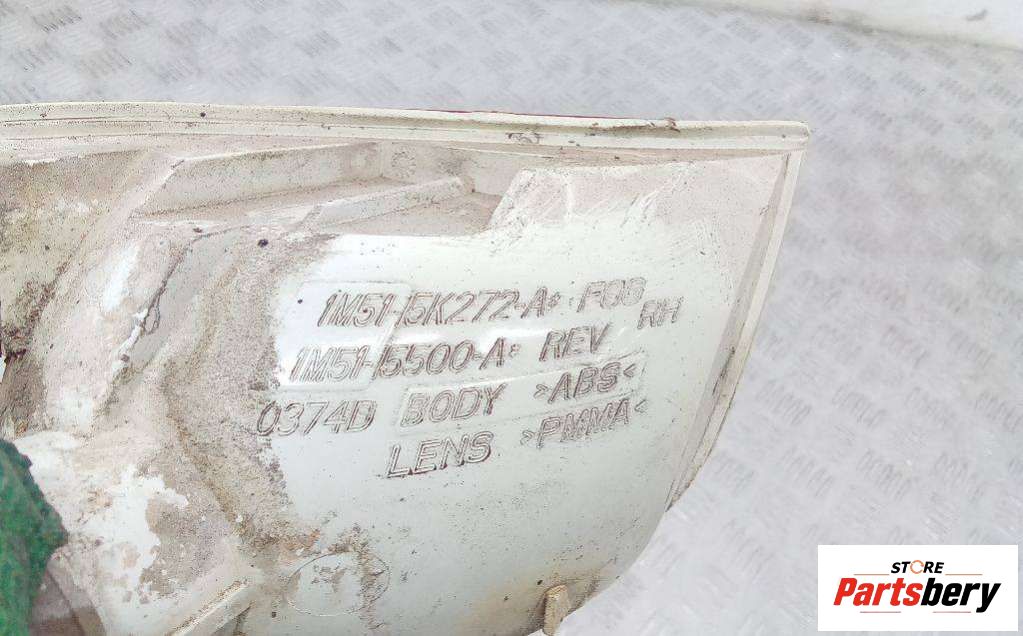 1M51-15K272-A* FOG
RH
1M51-15500-A* REV
0374D BODY >ABS<
LENS >PMMA<
STORE
Partsbery